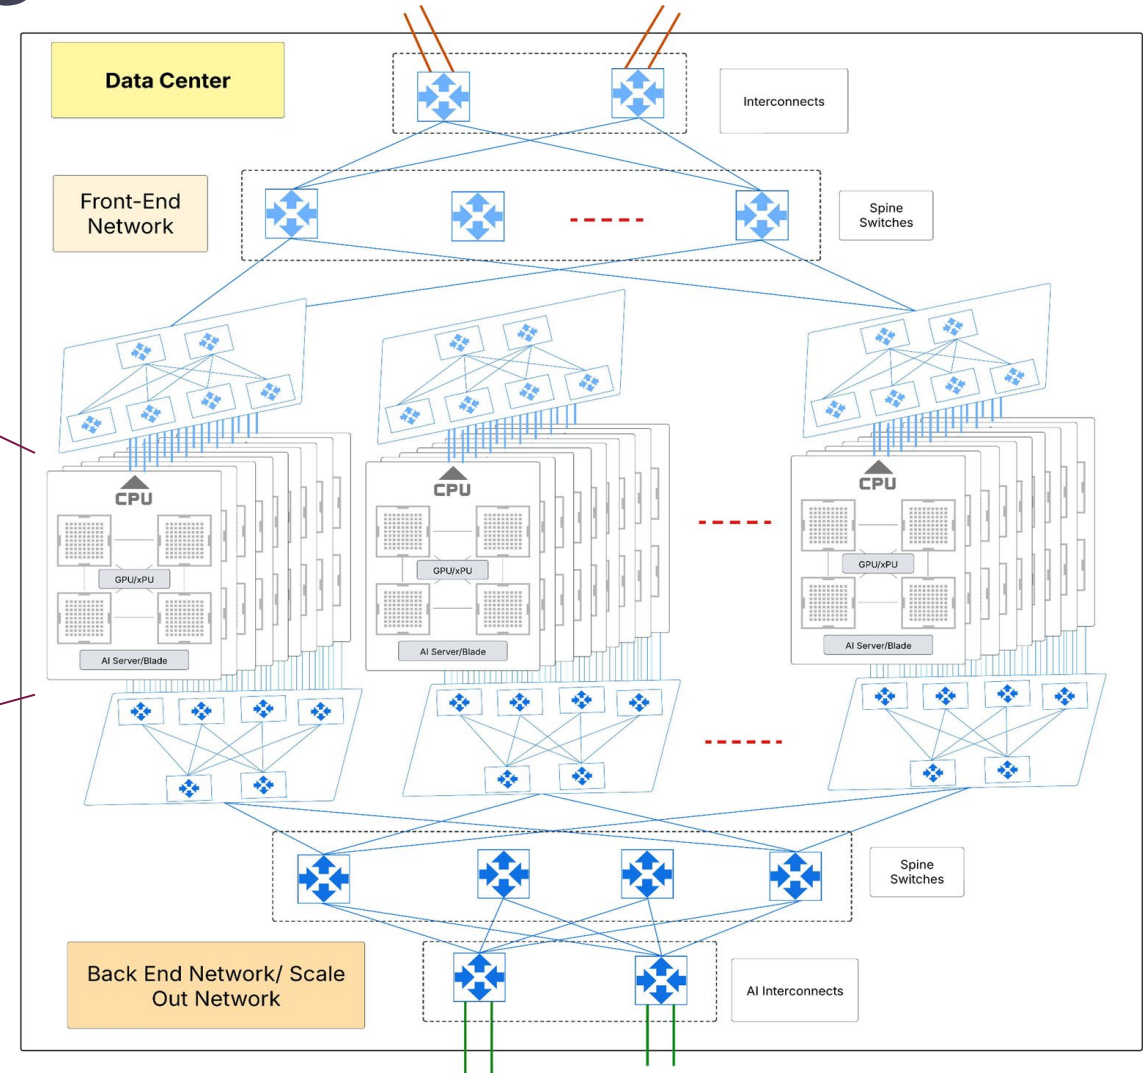 Data Center
Interconnects
Front-End
Network
Spine
Switches
CPU
GPU/xPU
AI Server/Blade
CPU
GPU/xPU
AI Server/Blade
CPU
GPU/xPU
AI Server/Blade
Spine
Switches
Back End Network/ Scale
Out Network
AI Interconnects